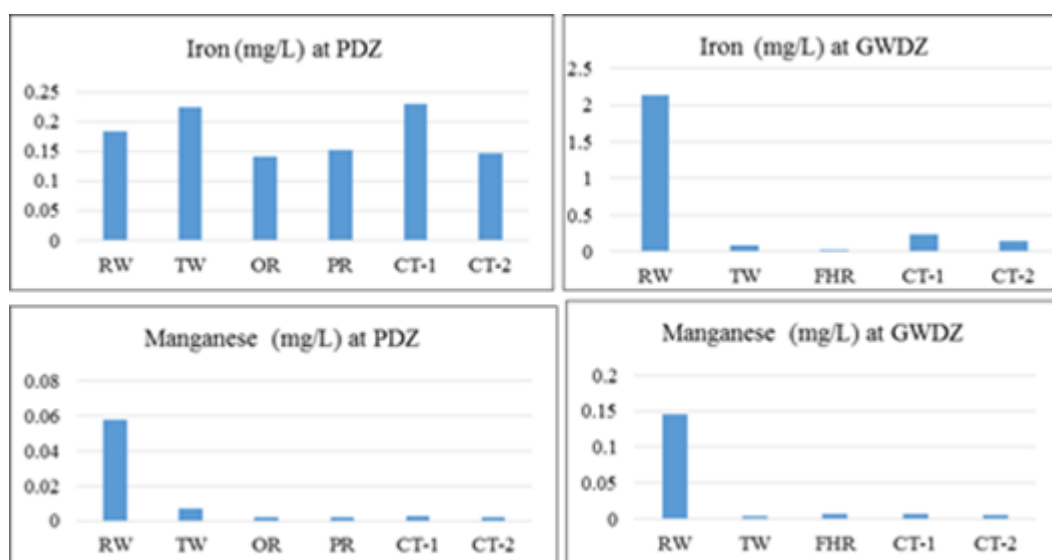 Iron (mg/L) at PDZ
0.25
0.2
0.15
0.1
0.05
0
RW TW OR PR CT-1 CT-2
Iron (mg/L) at GWDZ
2.5
2
1.5
1
0.5
0
RW TW FHR CT-1 CT-2
Manganese (mg/L) at PDZ
0.08
0.06
0.04
0.02
0
RW TW OR PR CT-1 CT-2
Manganese (mg/L) at GWDZ
0.2
0.15
0.1
0.05
0
RW TW FHR CT-1 CT-2